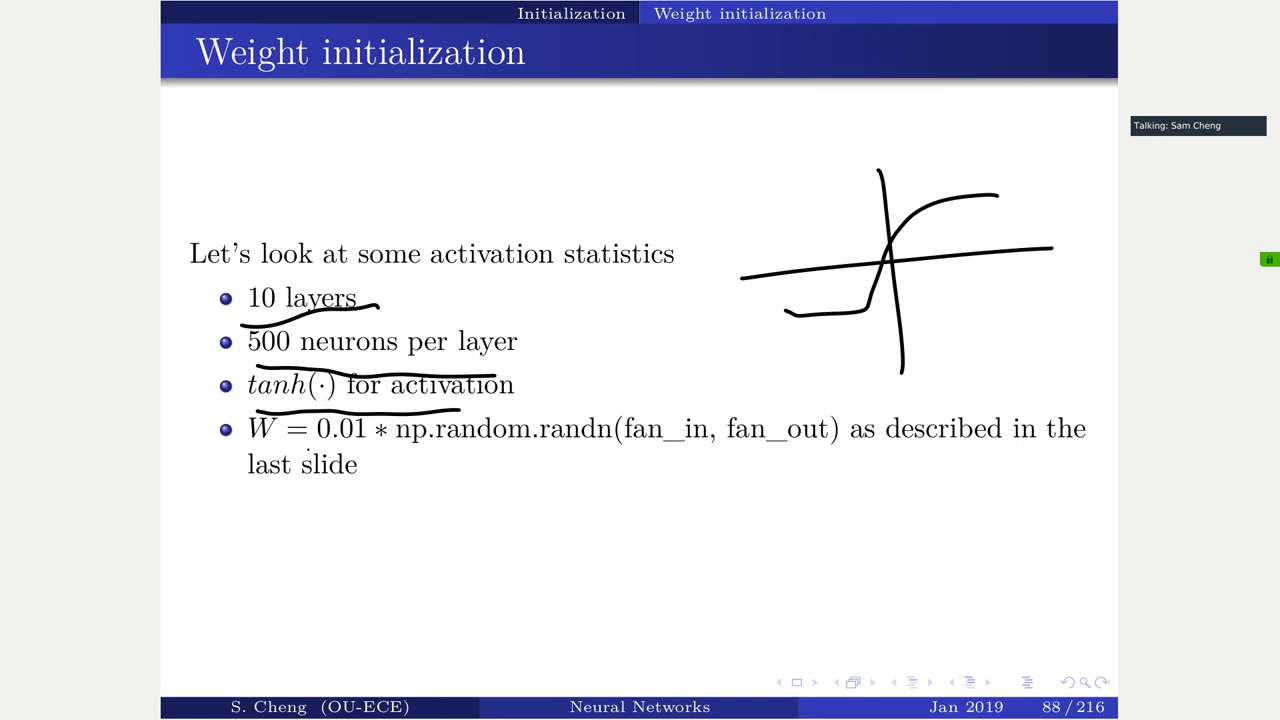 Initialization Weight initialization
Weight initialization
Talking: Sam Cheng
Let's look at some activation statistics
10 layers
500 neurons per layer
tanh(·) for activation
W = 0.01 ∗ np.random.randn(fan_in, fan_out) as described in the
last slide
S. Cheng (OU-ECE) Neural Networks Jan 2019 88 / 216